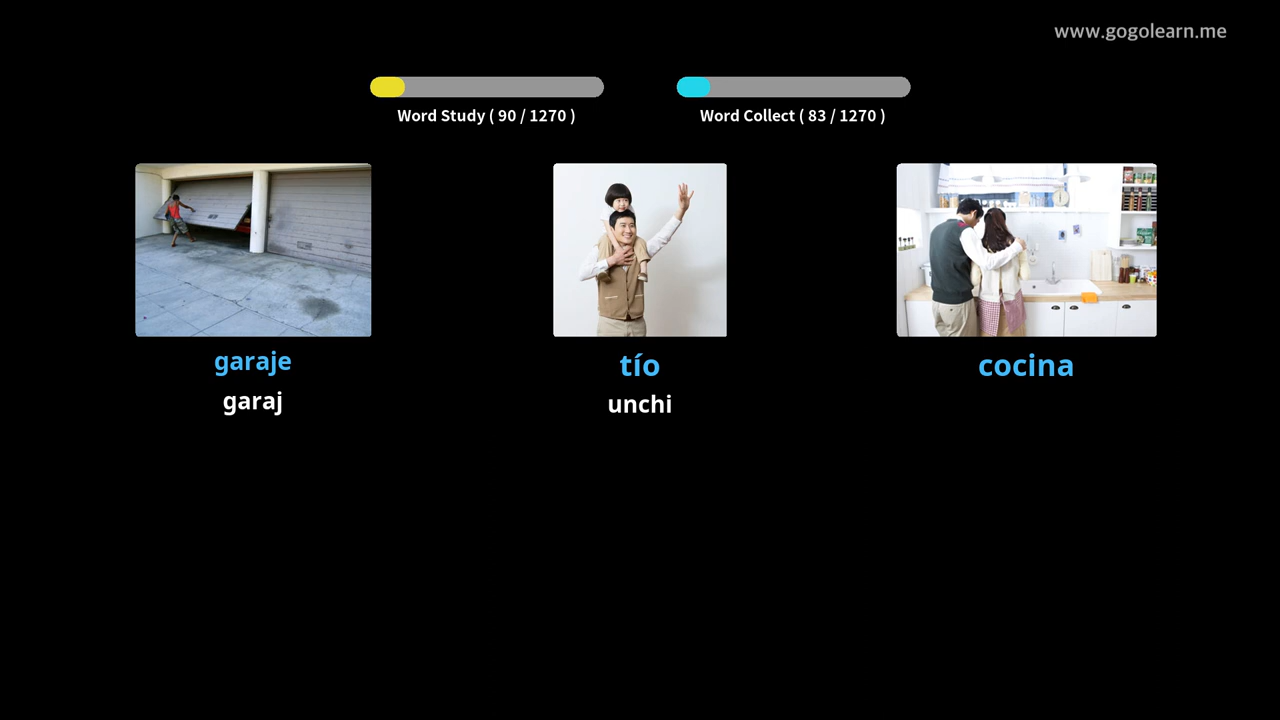 www.gogolearn.me
Word Study ( 90 / 1270 )
Word Collect ( 83 / 1270 )
garaje
garaj
tío
unchi
cocina